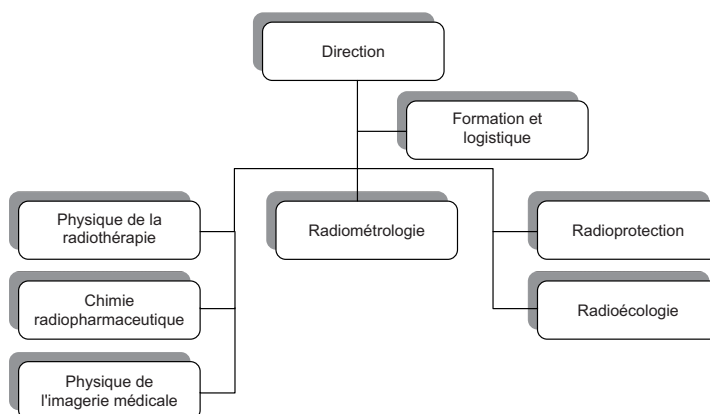 Direction
Formation et
logistique
Physique de la
radiothérapie
Radiométrologie
Radioprotection
Chimie
radiopharmaceutique
Radioécologie
Physique de
l'imagerie médicale